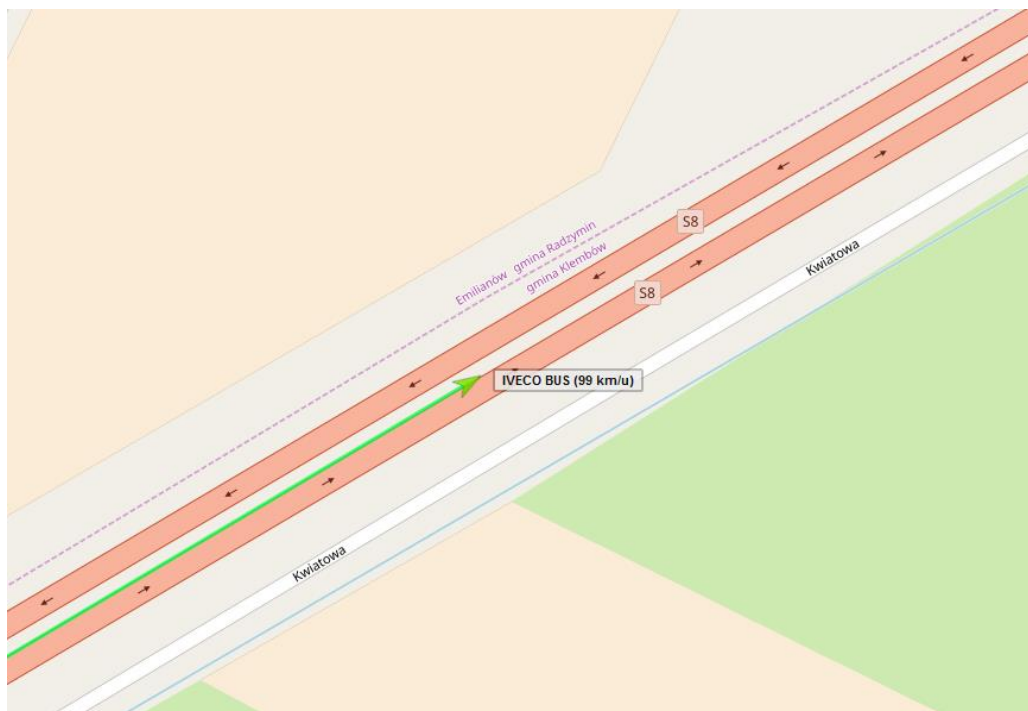 S8
Emilianów gmina Radzymin
gmina Klembów
Kwiatowa
S8
IVECO BUS (99 km/u)
Kwiatowa